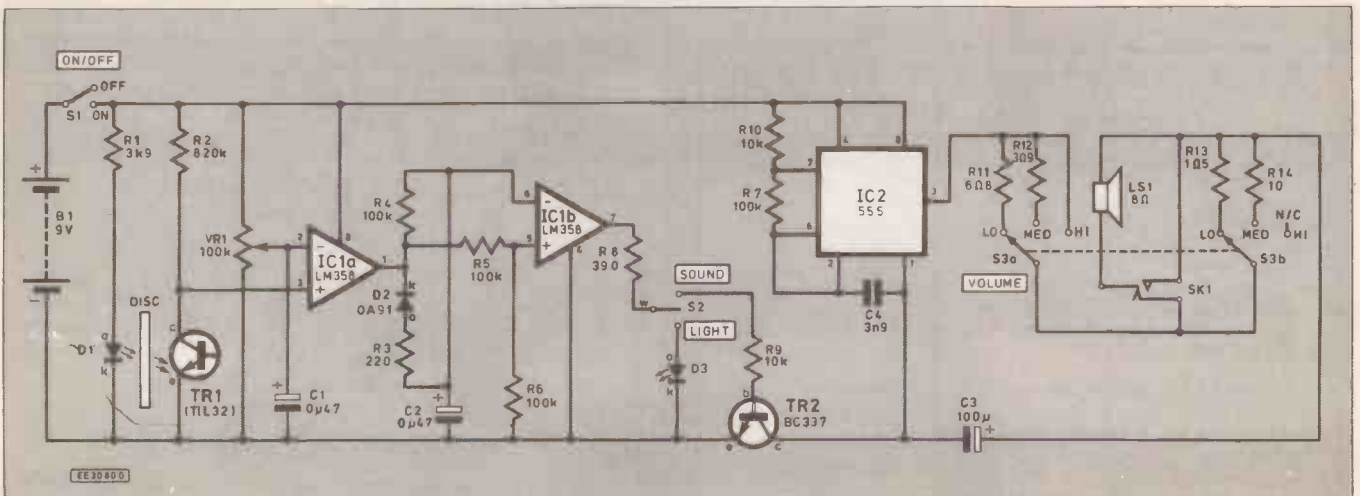 ON/OFF
OFF
S1 ON
R1
3k9
R2
820k
B1
9V
DISC
D1
a
k
c
e
TR1
(TIL32)
VR1
100k
C1
0µ47
2
3
8
1
IC1a
LM358
R4
100k
D2
OA91
k
a
R3
220
C2
0µ47
R5
100k
R6
100k
6
5
7
4
IC1b
LM358
R8
390
w
S2
SOUND
LIGHT
a
D3
k
R9
10k
b
e
c
TR2
BC337
R10
10k
R7
100k
7
6
2
4
8
3
1
IC2
555
C4
3n9
C3
100µ
R11
6Ω8
R12
3Ω9
LO
MED
HI
S3a
VOLUME
LS1
8Ω
SK1
R13
1Ω5
R14
10
N/C
LO
MED
HI
S3b
EE3080G